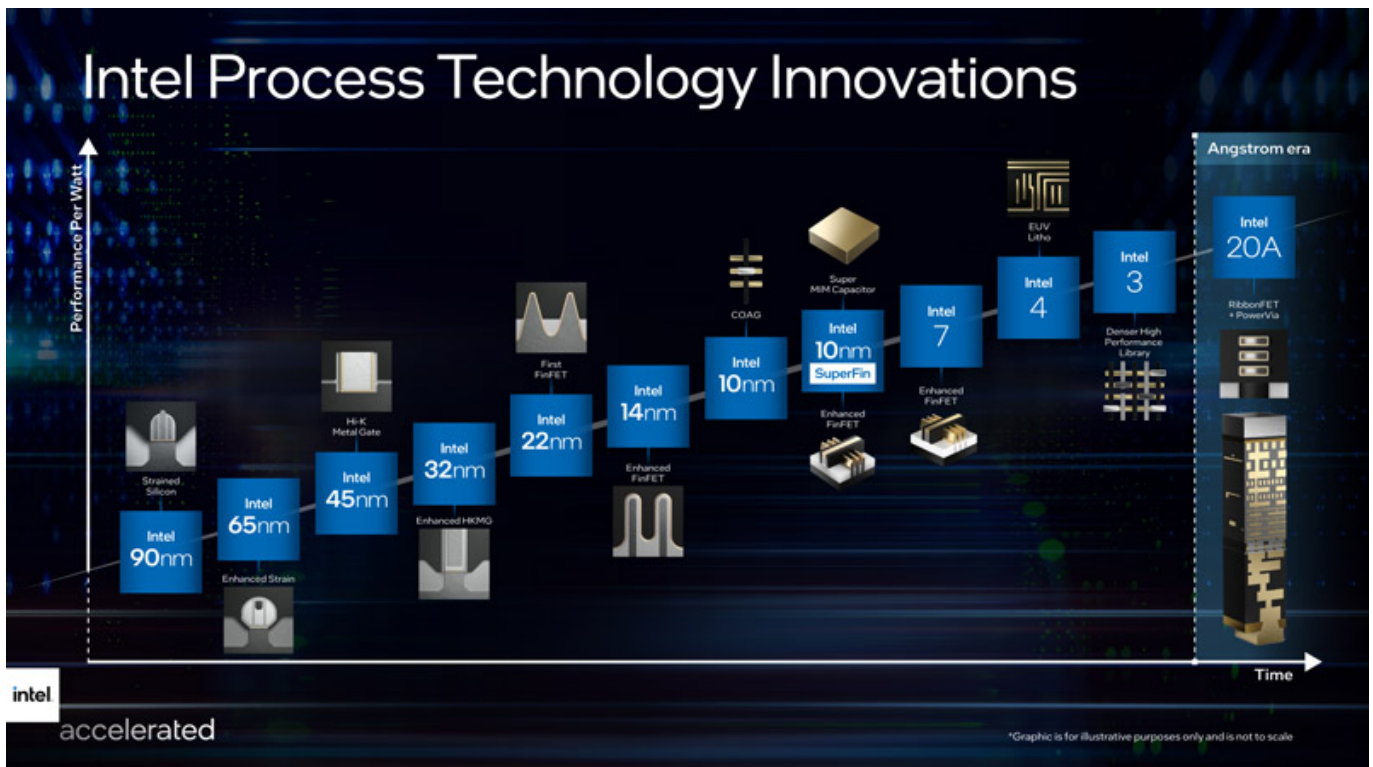 Intel Process Technology Innovations
Performance Per Watt
Angstrom era
Strained
Silicon
Intel
90nm
Intel
65nm
Enhanced Strain
Hi-K
Metal Gate
Intel
45nm
Intel
32nm
Enhanced HKMG
First
FinFET
Intel
22nm
Intel
14nm
Enhanced
FinFET
COAG
Intel
10nm
Super
MIM Capacitor
Intel
10nm
SuperFin
Enhanced
FinFET
Intel
7
Enhanced
FinFET
EUV
Litho
Intel
4
Intel
3
Denser High
Performance
Library
Intel
20A
RibbonFET
+ PowerVia
Time
intel.
accelerated
*Graphic is for illustrative purposes only and is not to scale